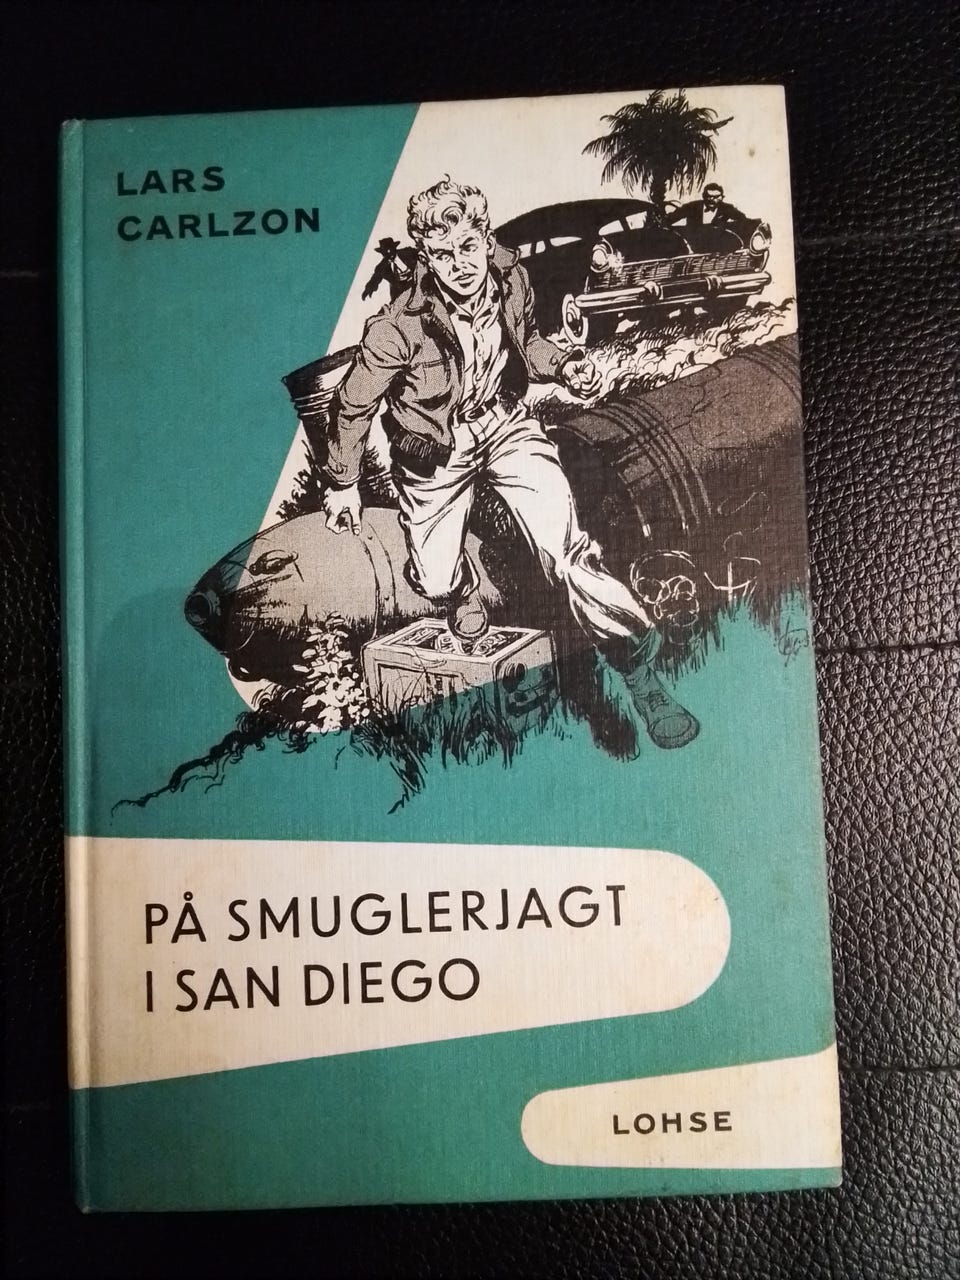 LARS
CARLZON
PÅ SMUGLERJAGT
I SAN DIEGO
LOHSE